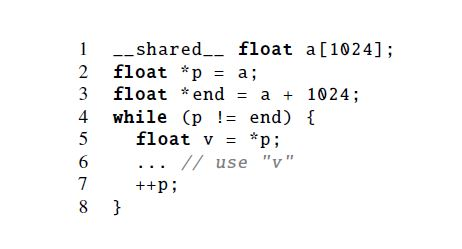 1 __shared__ float a[1024];
2 float *p = a;
3 float *end = a + 1024;
4 while (p != end) {
5   float v = *p;
6   ... // use "v"
7   ++p;
8 }